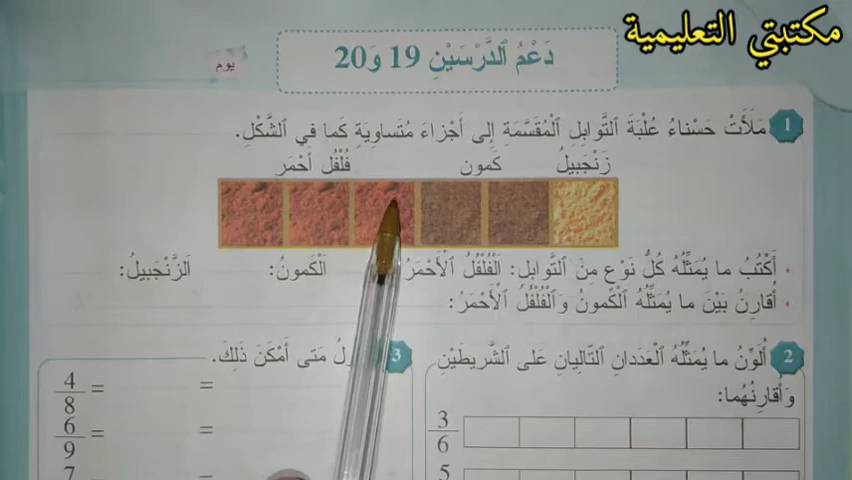 مكتبتي التعليمية
دَعْمُ ٱلدَّرْسَيْنِ 19 وَ20
يوم
1 مَلَأَتْ حَسْناءُ عُلْبَةَ ٱلتَّوابِلِ ٱلْمُقَسَّمَةِ إِلى أَجْزاءَ مُتَساوِيَةٍ كَما فِي ٱلشَّكْلِ.
زَنْجَبيلُ كَمون فُلْفُل أَحْمَر
• أَكْتُبُ ما يُمَثِّلُهُ كُلُّ نَوْعٍ مِنَ ٱلتَّوابِل: ٱلْفُلْفُلُ ٱلْأَحْمَرُ ٱلْكَمونُ: ٱلزَّنْجَبيلُ:
• أُقارِنُ بَيْنَ ما يُمَثِّلُهُ ٱلْكَمونُ وَٱلْفُلْفُلُ ٱلْأَحْمَرُ:
2 أُلَوِّنُ ما يُمَثِّلُهُ ٱلْعَدَدانِ ٱلتّالِيانِ عَلى ٱلشَّريطَيْنِ
وَأُقارِنُهُما:
3/6
5
3 مَتى أَمْكَنَ ذَلِكَ.
4/8 = =
6/9 = =
7 = =